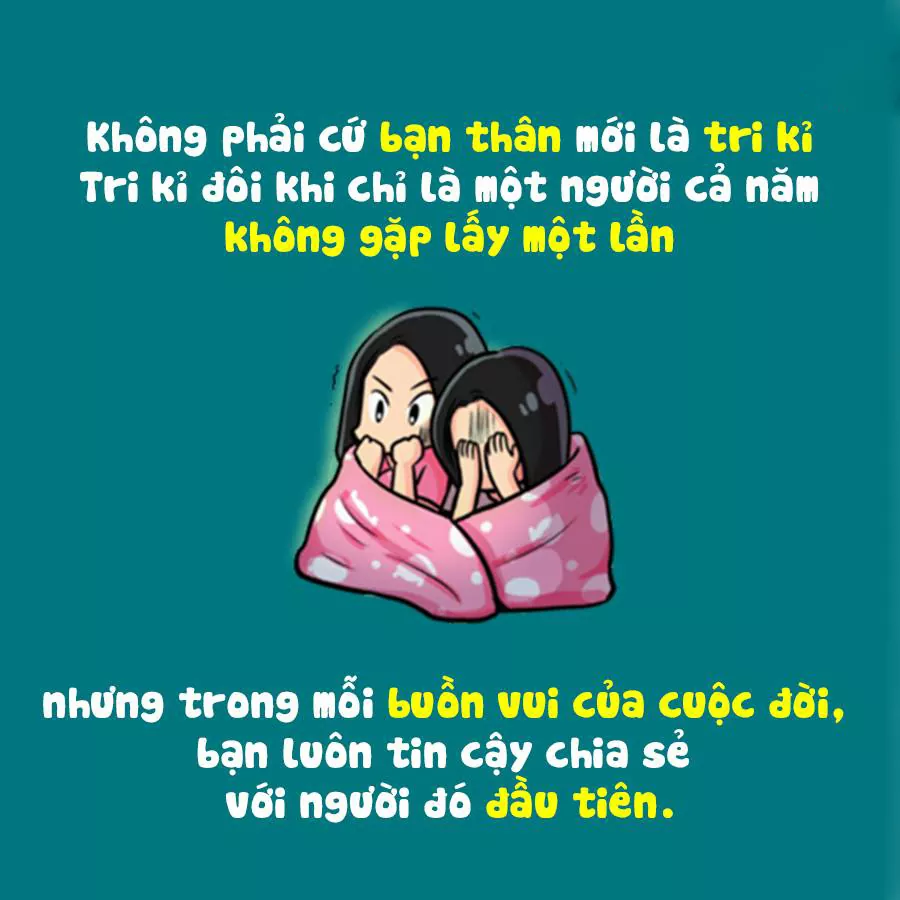 Không phải cứ bạn thân mới là tri kỉ
Tri kỉ đôi khi chỉ là một người cả năm
không gặp lấy một lần
nhưng trong mỗi buồn vui của cuộc đời,
bạn luôn tin cậy chia sẻ
với người đó đầu tiên.